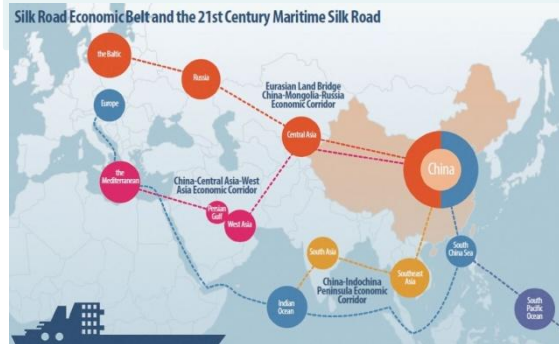 Silk Road Economic Belt and the 21st Century Maritime Silk Road
the Baltic
Russia
Europe
Eurasian Land Bridge
China-Mongolia-Russia
Economic Corridor
Central Asia
China
the
Mediterranean
China-Central Asia-West
Asia Economic Corridor
Persian
Gulf
West Asia
South Asia
Southeast
Asia
South
China Sea
China-Indochina
Peninsula Economic
Corridor
Indian
Ocean
South
Pacific
Ocean